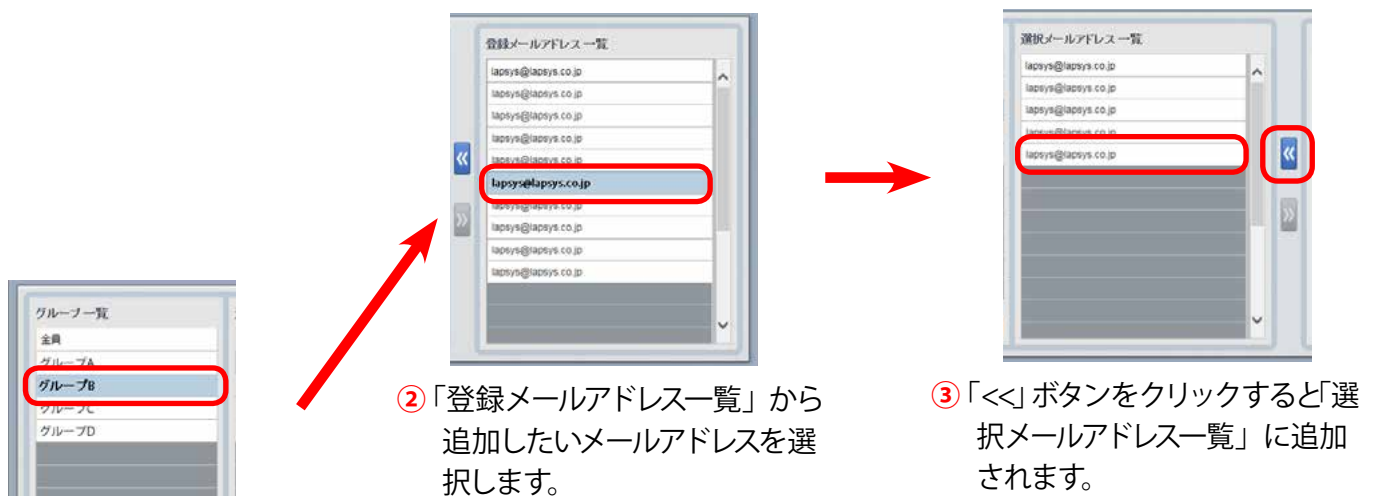 グループ一覧
全員
グループA
グループB
グループC
グループD
登録メールアドレス一覧
lapsys@lapsys.co.jp
lapsys@lapsys.co.jp
lapsys@lapsys.co.jp
lapsys@lapsys.co.jp
lapsys@lapsys.co.jp
lapsys@lapsys.co.jp
lapsys@lapsys.co.jp
lapsys@lapsys.co.jp
lapsys@lapsys.co.jp
lapsys@lapsys.co.jp
<<
>>
②「登録メールアドレス一覧」から
追加したいメールアドレスを選
択します。
選択メールアドレス一覧
lapsys@lapsys.co.jp
lapsys@lapsys.co.jp
lapsys@lapsys.co.jp
lapsys@lapsys.co.jp
lapsys@lapsys.co.jp
<<
>>
③「<<」ボタンをクリックすると「選
択メールアドレス一覧」に追加
されます。